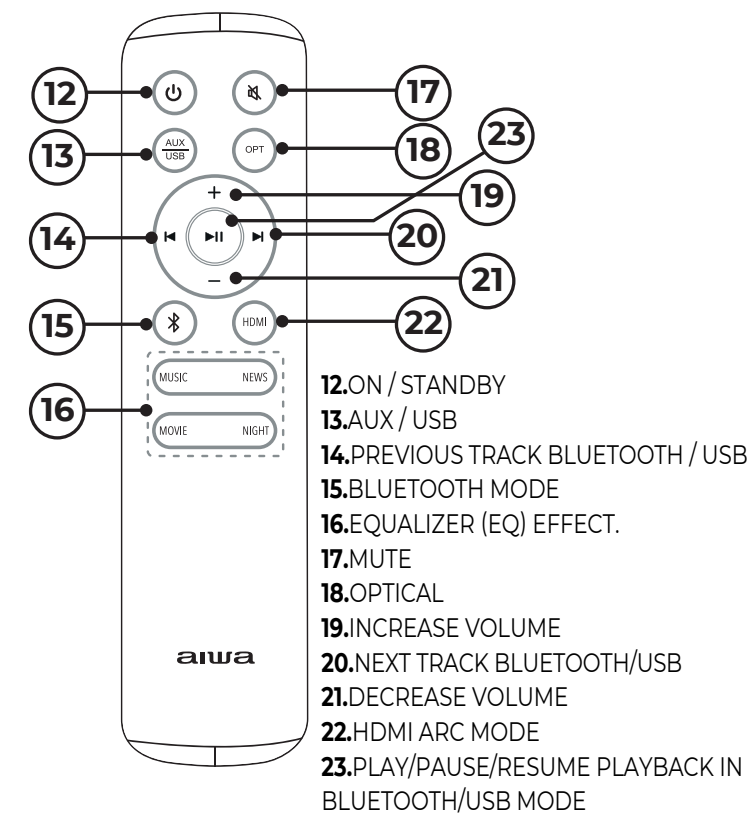 12
17
23
AUX
USB
OPT
13
18
+
19
14
20
–
21
15
HDMI
22
MUSIC NEWS
16
MOVIE NIGHT
aiwa
12.ON / STANDBY
13.AUX / USB
14.PREVIOUS TRACK BLUETOOTH / USB
15.BLUETOOTH MODE
16.EQUALIZER (EQ) EFFECT.
17.MUTE
18.OPTICAL
19.INCREASE VOLUME
20.NEXT TRACK BLUETOOTH/USB
21.DECREASE VOLUME
22.HDMI ARC MODE
23.PLAY/PAUSE/RESUME PLAYBACK IN
BLUETOOTH/USB MODE